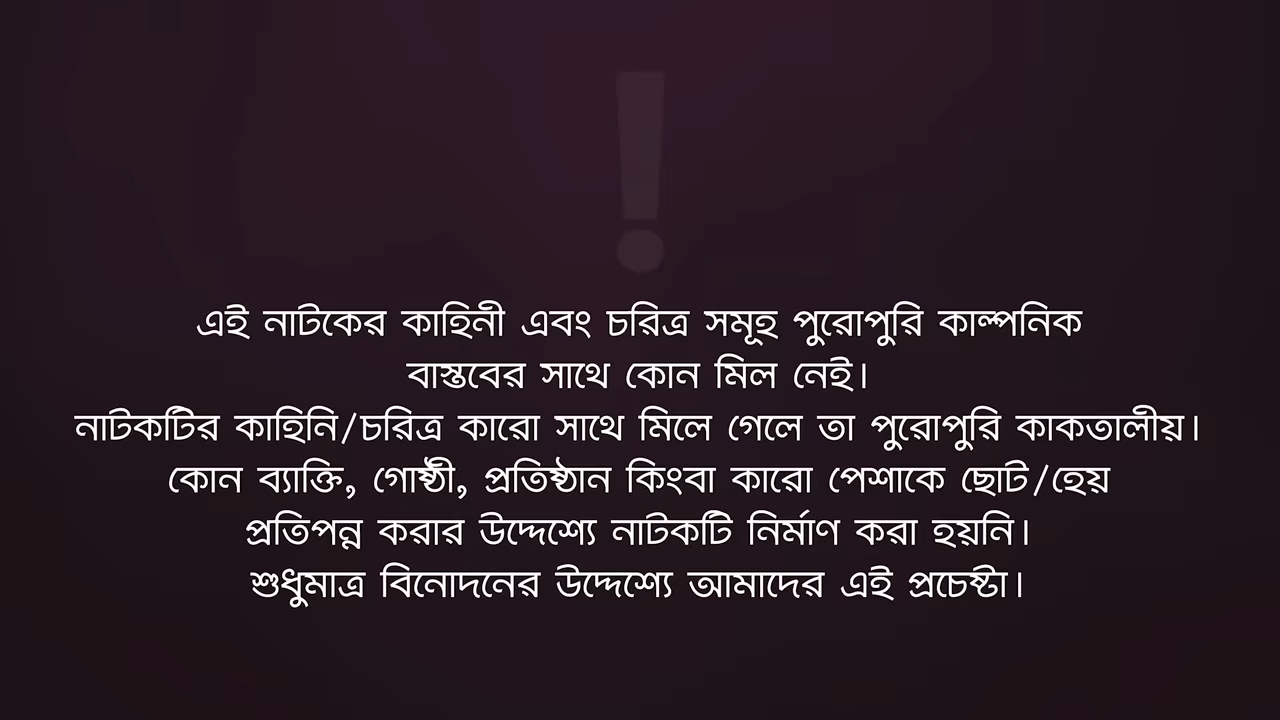 !
এই নাটকের কাহিনী এবং চরিত্র সমূহ পুরোপুরি কাল্পনিক
বাস্তবের সাথে কোন মিল নেই।
নাটকটির কাহিনি/চরিত্র কারো সাথে মিলে গেলে তা পুরোপুরি কাকতালীয়।
কোন ব্যাক্তি, গোষ্ঠী, প্রতিষ্ঠান কিংবা কারো পেশাকে ছোট/হেয়
প্রতিপন্ন করার উদ্দেশ্যে নাটকটি নির্মাণ করা হয়নি।
শুধুমাত্র বিনোদনের উদ্দেশ্যে আমাদের এই প্রচেষ্টা।